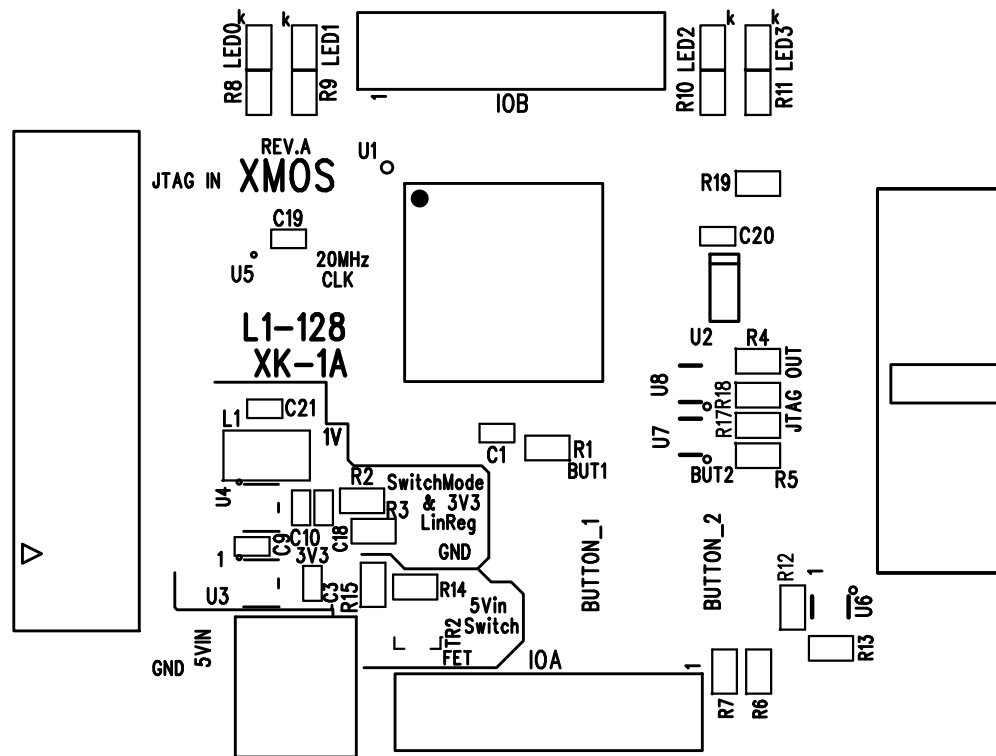 k
LED0
k
LED1
R8
R9
1
IOB
LED2
k
LED3
k
R10
R11
REV.A
XMOS
JTAG IN
U1
R19
C19
C20
U5
20MHz
CLK
L1-128
XK-1A
U2
R4
OUT
JTAG
U8
R18
R17
U7
BUT2
R5
C21
L1
1V
C1
R1
BUT1
U4
R2
SwitchMode
& 3V3
LinReg
R3
C10
C18
C9
3V3
GND
1
U3
C3
R15
R14
5Vin
Switch
TR2
FET
BUTTON_1
BUTTON_2
R12
1
U6
R13
5VIN
GND
IOA
1
R7
R6